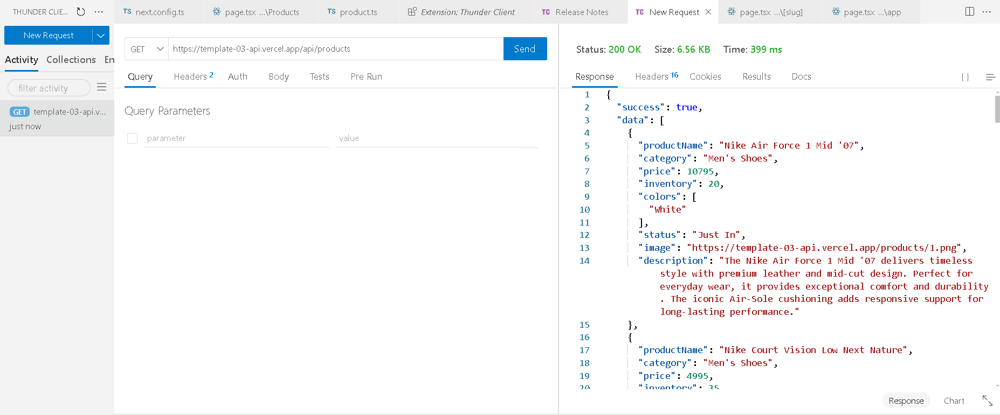 THUNDER CLIE...
TS next.config.ts
page.tsx ...\Products
TS product.ts
Extension: Thunder Client
TC Release Notes
TC New Request
page.tsx ...\[slug]
page.tsx ...\app
New Request
Activity Collections En
filter activity
GET template-03-api.v...
just now
GET https://template-03-api.vercel.app/api/products Send
Query Headers 2 Auth Body Tests Pre Run
Query Parameters
parameter value
Status: 200 OK Size: 6.56 KB Time: 399 ms
Response Headers 16 Cookies Results Docs {}
1 {
2 "success": true,
3 "data": [
4 {
5 "productName": "Nike Air Force 1 Mid '07",
6 "category": "Men's Shoes",
7 "price": 10795,
8 "inventory": 20,
9 "colors": [
10 "White"
11 ],
12 "status": "Just In",
13 "image": "https://template-03-api.vercel.app/products/1.png",
14 "description": "The Nike Air Force 1 Mid '07 delivers timeless
style with premium leather and mid-cut design. Perfect for
everyday wear, it provides exceptional comfort and durability
. The iconic Air-Sole cushioning adds responsive support for
long-lasting performance."
15 },
16 {
17 "productName": "Nike Court Vision Low Next Nature",
18 "category": "Men's Shoes",
19 "price": 4995,
20 "inventory": 35
Response Chart